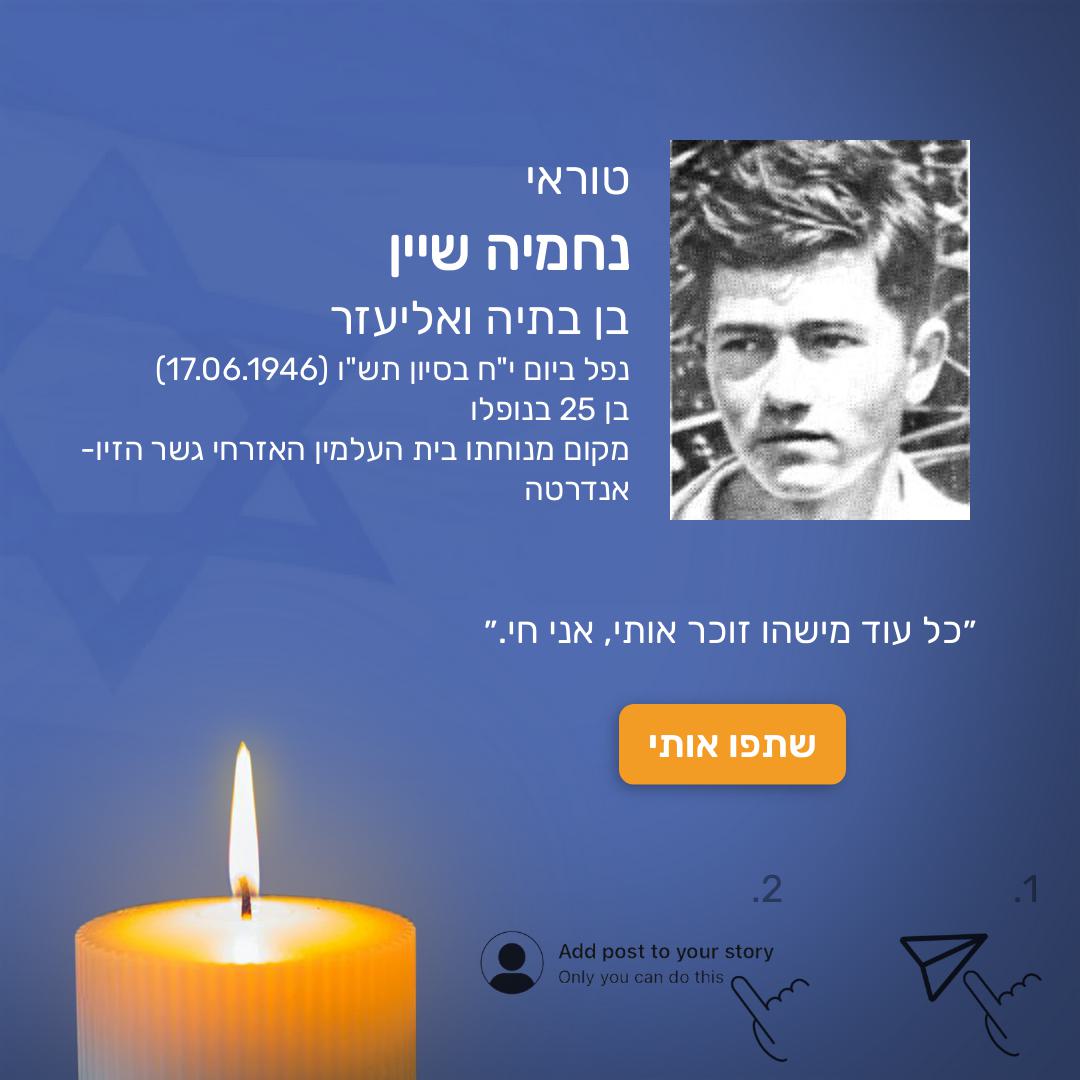 טוראי
נחמיה שיין
בן בתיה ואליעזר
נפל ביום י"ח בסיון תש"ו (17.06.1946)
בן 25 בנופלו
מקום מנוחתו בית העלמין האזרחי גשר הזיו-
אנדרטה
״כל עוד מישהו זוכר אותי, אני חי.״
שתפו אותי
.1
.2
Add post to your story
Only you can do this